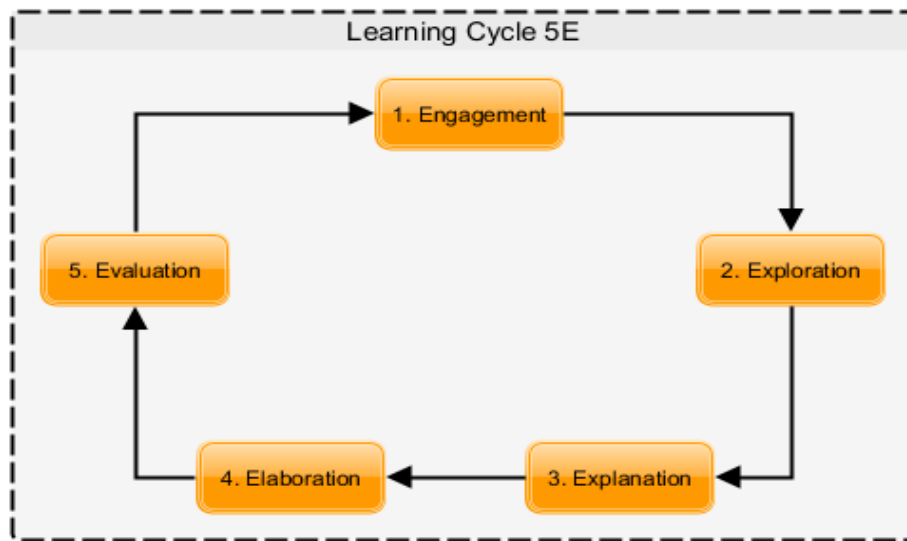 Learning Cycle 5E
1. Engagement
2. Exploration
3. Explanation
4. Elaboration
5. Evaluation